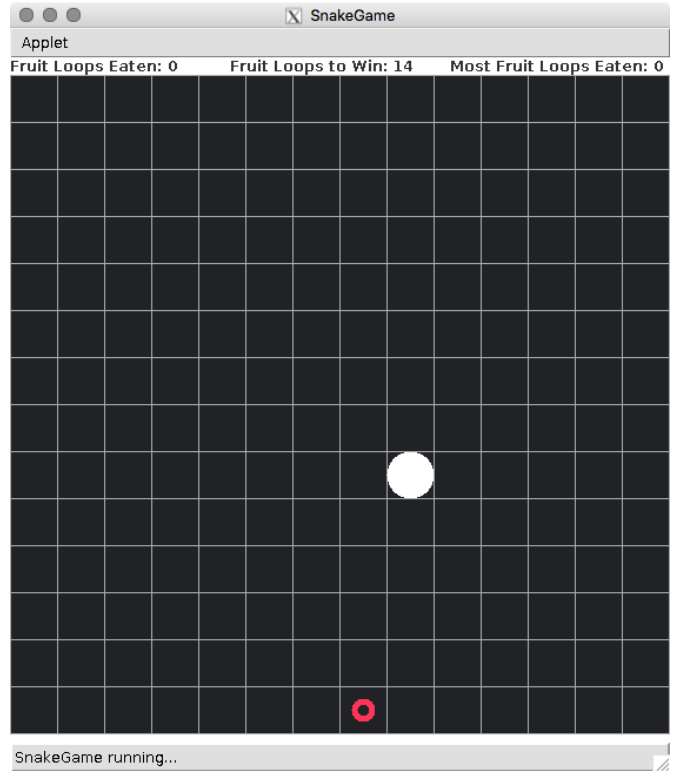 SnakeGame
Applet
Fruit Loops Eaten: 0 Fruit Loops to Win: 14 Most Fruit Loops Eaten: 0
SnakeGame running...